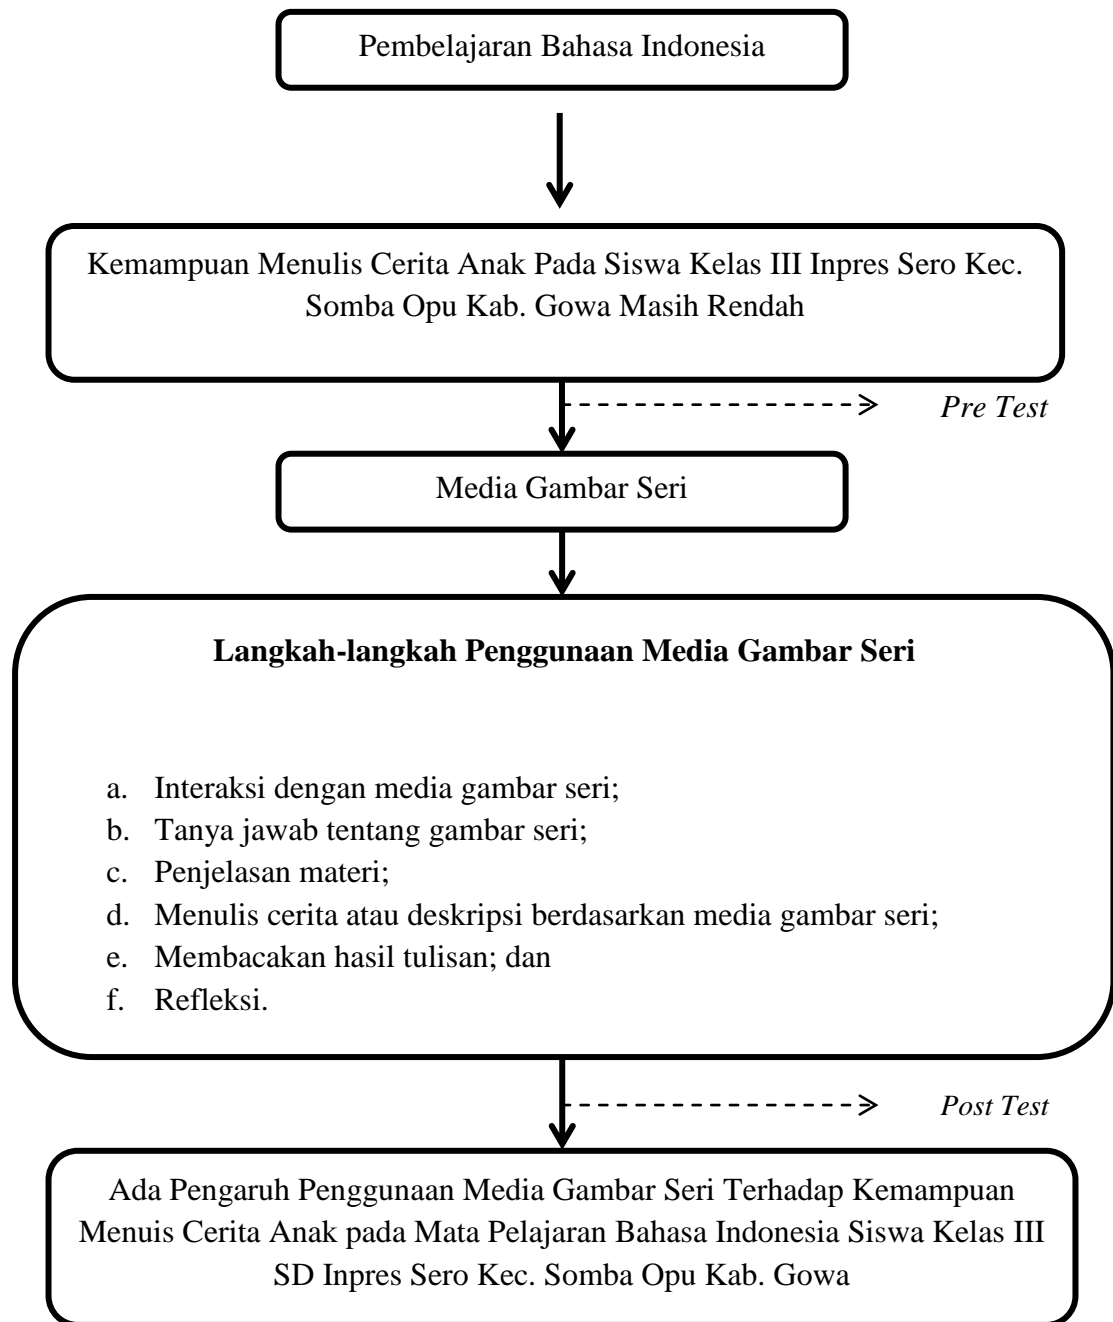 Pembelajaran Bahasa Indonesia
Kemampuan Menulis Cerita Anak Pada Siswa Kelas III Inpres Sero Kec.
Somba Opu Kab. Gowa Masih Rendah
Pre Test
Media Gambar Seri
Langkah-langkah Penggunaan Media Gambar Seri
a. Interaksi dengan media gambar seri;
b. Tanya jawab tentang gambar seri;
c. Penjelasan materi;
d. Menulis cerita atau deskripsi berdasarkan media gambar seri;
e. Membacakan hasil tulisan; dan
f. Refleksi.
Post Test
Ada Pengaruh Penggunaan Media Gambar Seri Terhadap Kemampuan
Menuis Cerita Anak pada Mata Pelajaran Bahasa Indonesia Siswa Kelas III
SD Inpres Sero Kec. Somba Opu Kab. Gowa